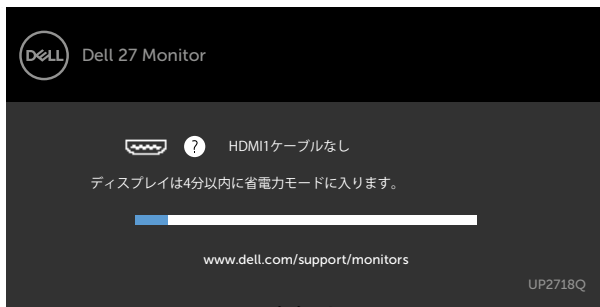 DELL
Dell 27 Monitor
? HDMI1ケーブルなし
ディスプレイは4分以内に省電力モードに入ります。
www.dell.com/support/monitors
UP2718Q